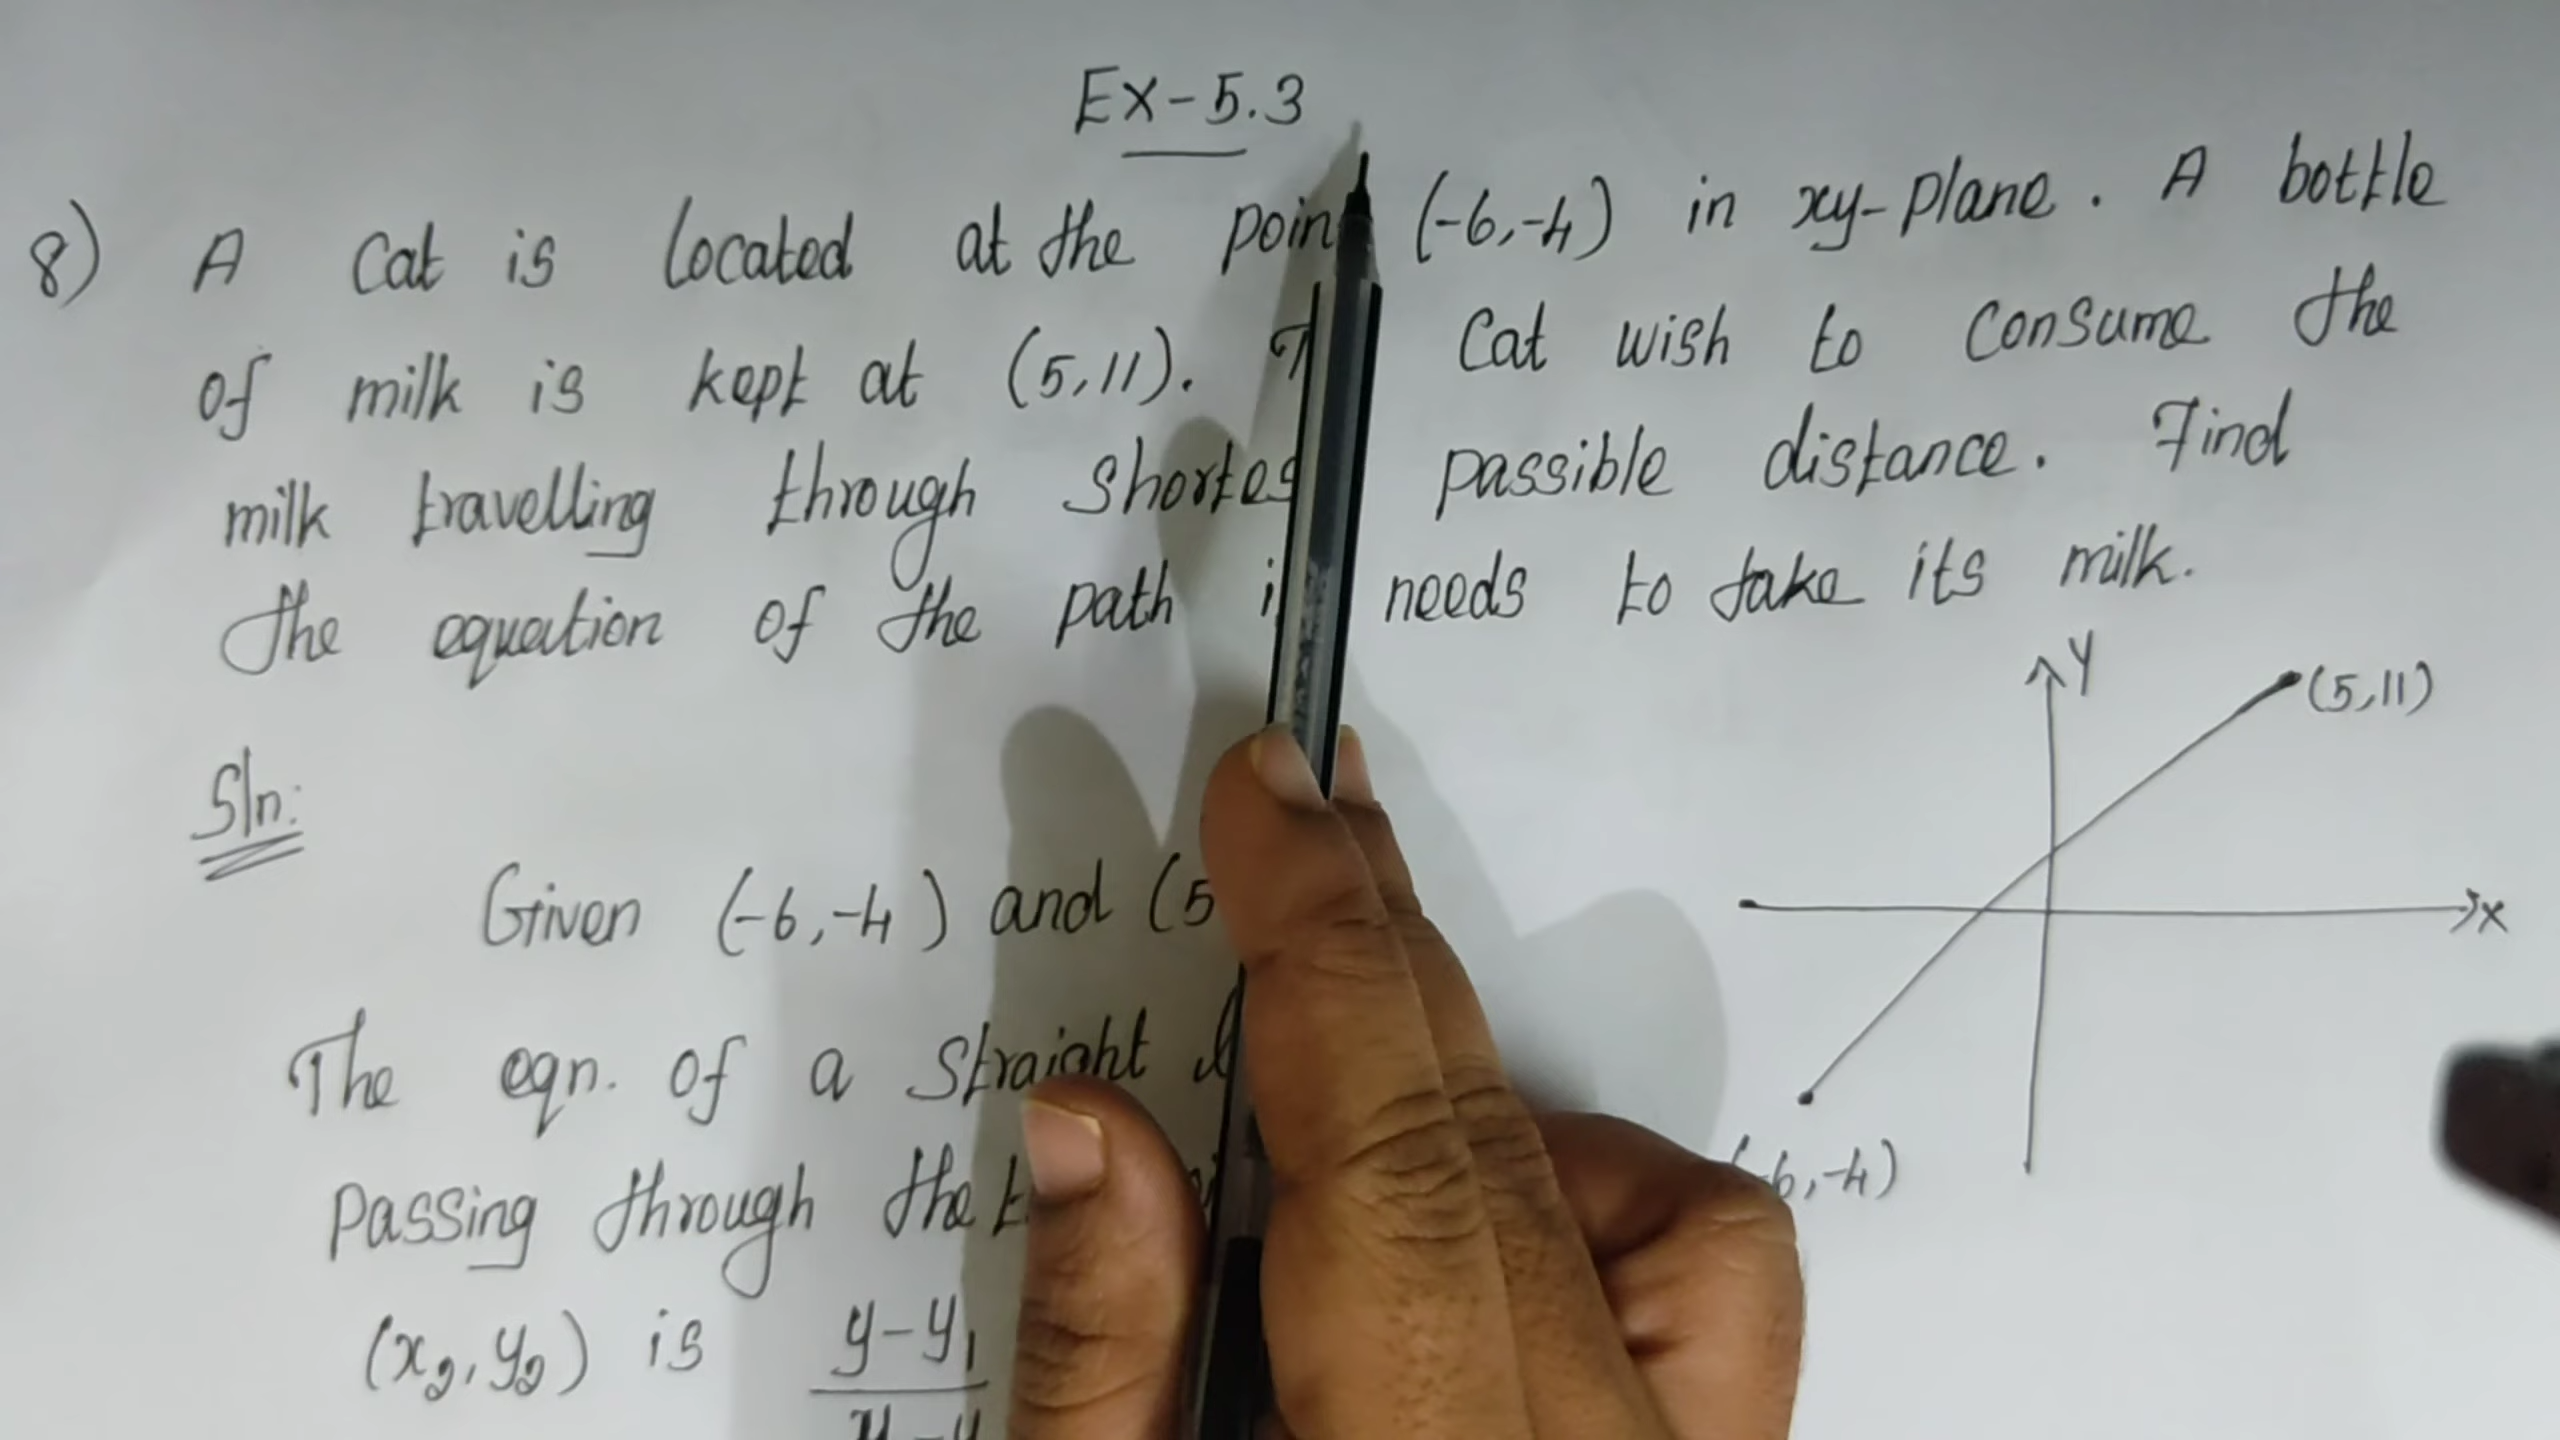 Ex-5.3
8) A Cat is located at the poin (-6,-4) in xy-plane. A bottle
of milk is kept at (5,11). Cat wish to consume the
milk travelling through shortes passible distance. Find
the equation of the path needs to take its milk.
Y
(5,11)
Sln:
Given (-6,-4) and (5
X
The eqn. of a Straight
(-6,-4)
Passing through the
(x2,y2) is y-y1